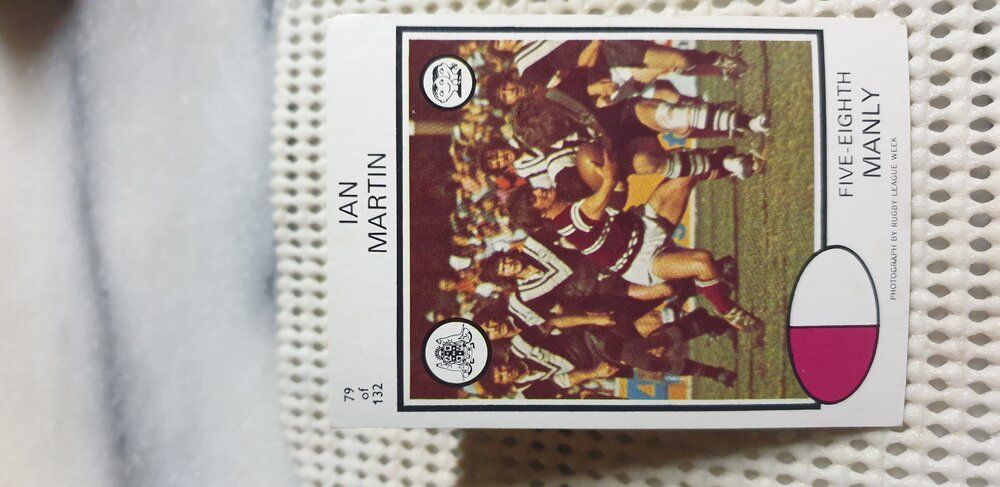 79
of
132
IAN
MARTIN
FIVE-EIGHTH
MANLY
PHOTOGRAPH BY RUGBY LEAGUE WEEK